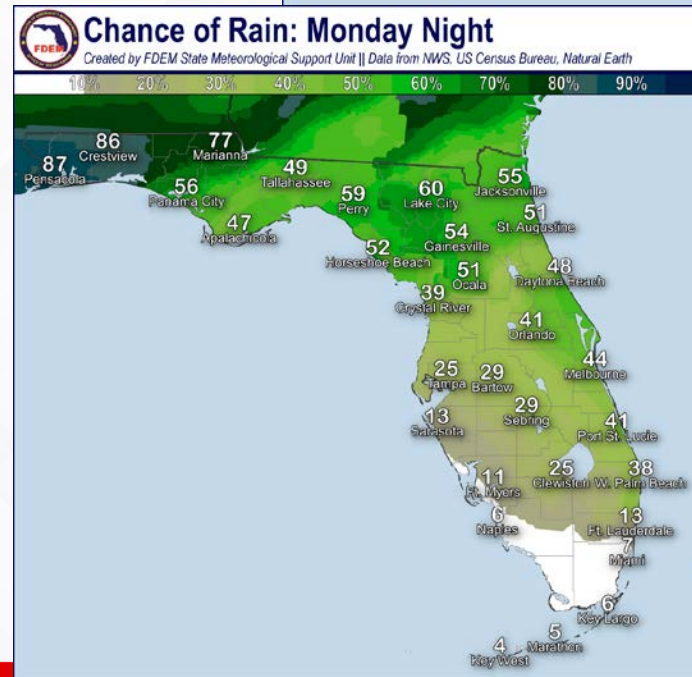 Chance of Rain: Monday Night
FDEM
Created by FDEM State Meteorological Support Unit || Data from NWS. US Census Bureau, Natural Earth
10% 20% 30% 40% 50% 60% 70% 80% 90%
86
Crestview
77
Marianna
87
Pensacola
49
Tallahassee
60
Lake City
55
Jacksonville
56
Panama City
59
Perry
51
St. Augustine
47
Apalachicola
54
Gainesville
52
Horseshoe Beach
51
Ocala
48
Daytona Beach
39
Crystal River
41
Orlando
44
Melbourne
25
Tampa
29
Bartow
29
Sebring
13
Sarasota
41
Port St. Lucie
11
Ft. Myers
25
Clewiston
38
W. Palm Beach
6
Naples
13
Ft. Lauderdale
7
Miami
6
Key Largo
5
Marathon
4
Key West